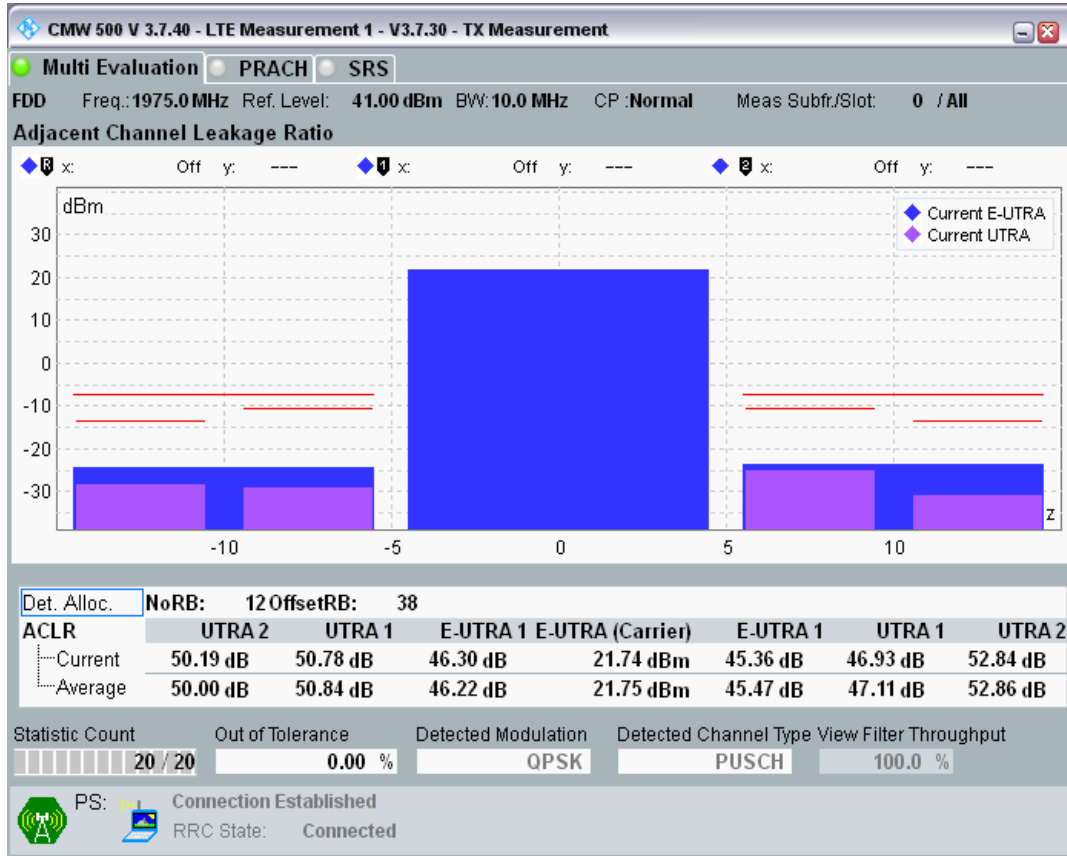 CMW 500 V 3.7.40 - LTE Measurement 1 - V3.7.30 - TX Measurement
Multi Evaluation PRACH SRS
FDD Freq.: 1975.0 MHz Ref. Level: 41.00 dBm BW: 10.0 MHz CP :Normal Meas Subfr./Slot: 0 / All
Adjacent Channel Leakage Ratio
R x: Off y: --- 1 x: Off y: --- 2 x: Off y: ---
dBm
Current E-UTRA
Current UTRA
30
20
10
0
-10
-20
-30
z
-10 -5 0 5 10
Det. Alloc. NoRB: 12 OffsetRB: 38
ACLR UTRA 2 UTRA 1 E-UTRA 1 E-UTRA (Carrier) E-UTRA 1 UTRA 1 UTRA 2
Current 50.19 dB 50.78 dB 46.30 dB 21.74 dBm 45.36 dB 46.93 dB 52.84 dB
Average 50.00 dB 50.84 dB 46.22 dB 21.75 dBm 45.47 dB 47.11 dB 52.86 dB
Statistic Count Out of Tolerance Detected Modulation Detected Channel Type View Filter Throughput
20 / 20 0.00 % QPSK PUSCH 100.0 %
PS: Connection Established
RRC State: Connected